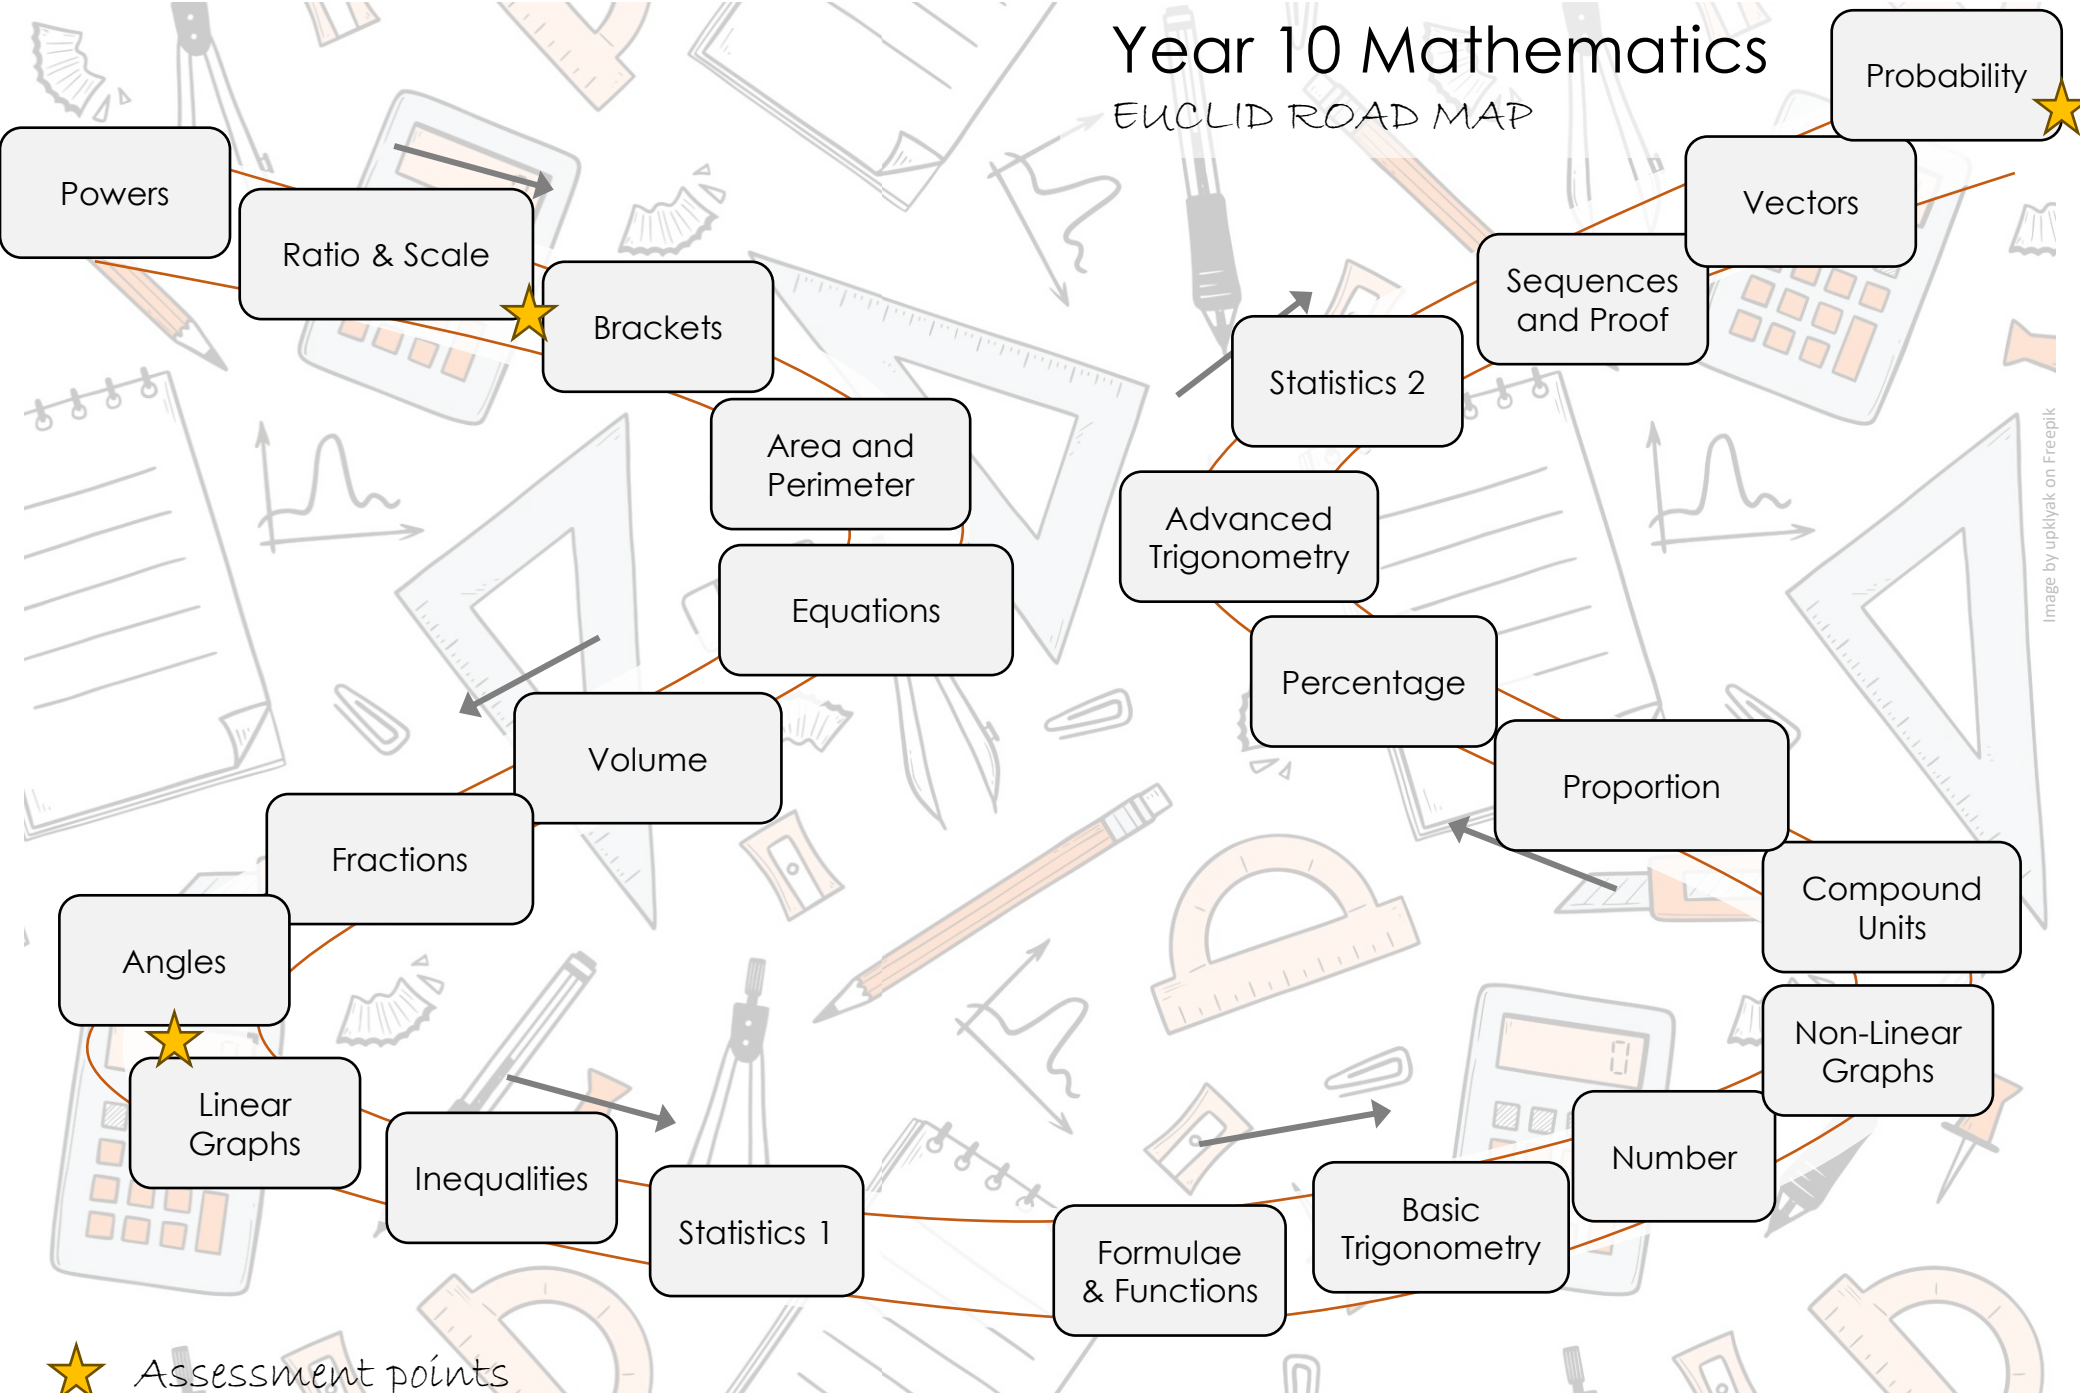 Year 10 Mathematics
EUCLID ROAD MAP
Powers
Ratio & Scale
Brackets
Area and
Perimeter
Equations
Volume
Fractions
Angles
Linear
Graphs
Inequalities
Statistics 1
Formulae
& Functions
Basic
Trigonometry
Number
Non-Linear
Graphs
Compound
Units
Proportion
Percentage
Advanced
Trigonometry
Statistics 2
Sequences
and Proof
Vectors
Probability
Image by upklyak on Freepik
0
Assessment points